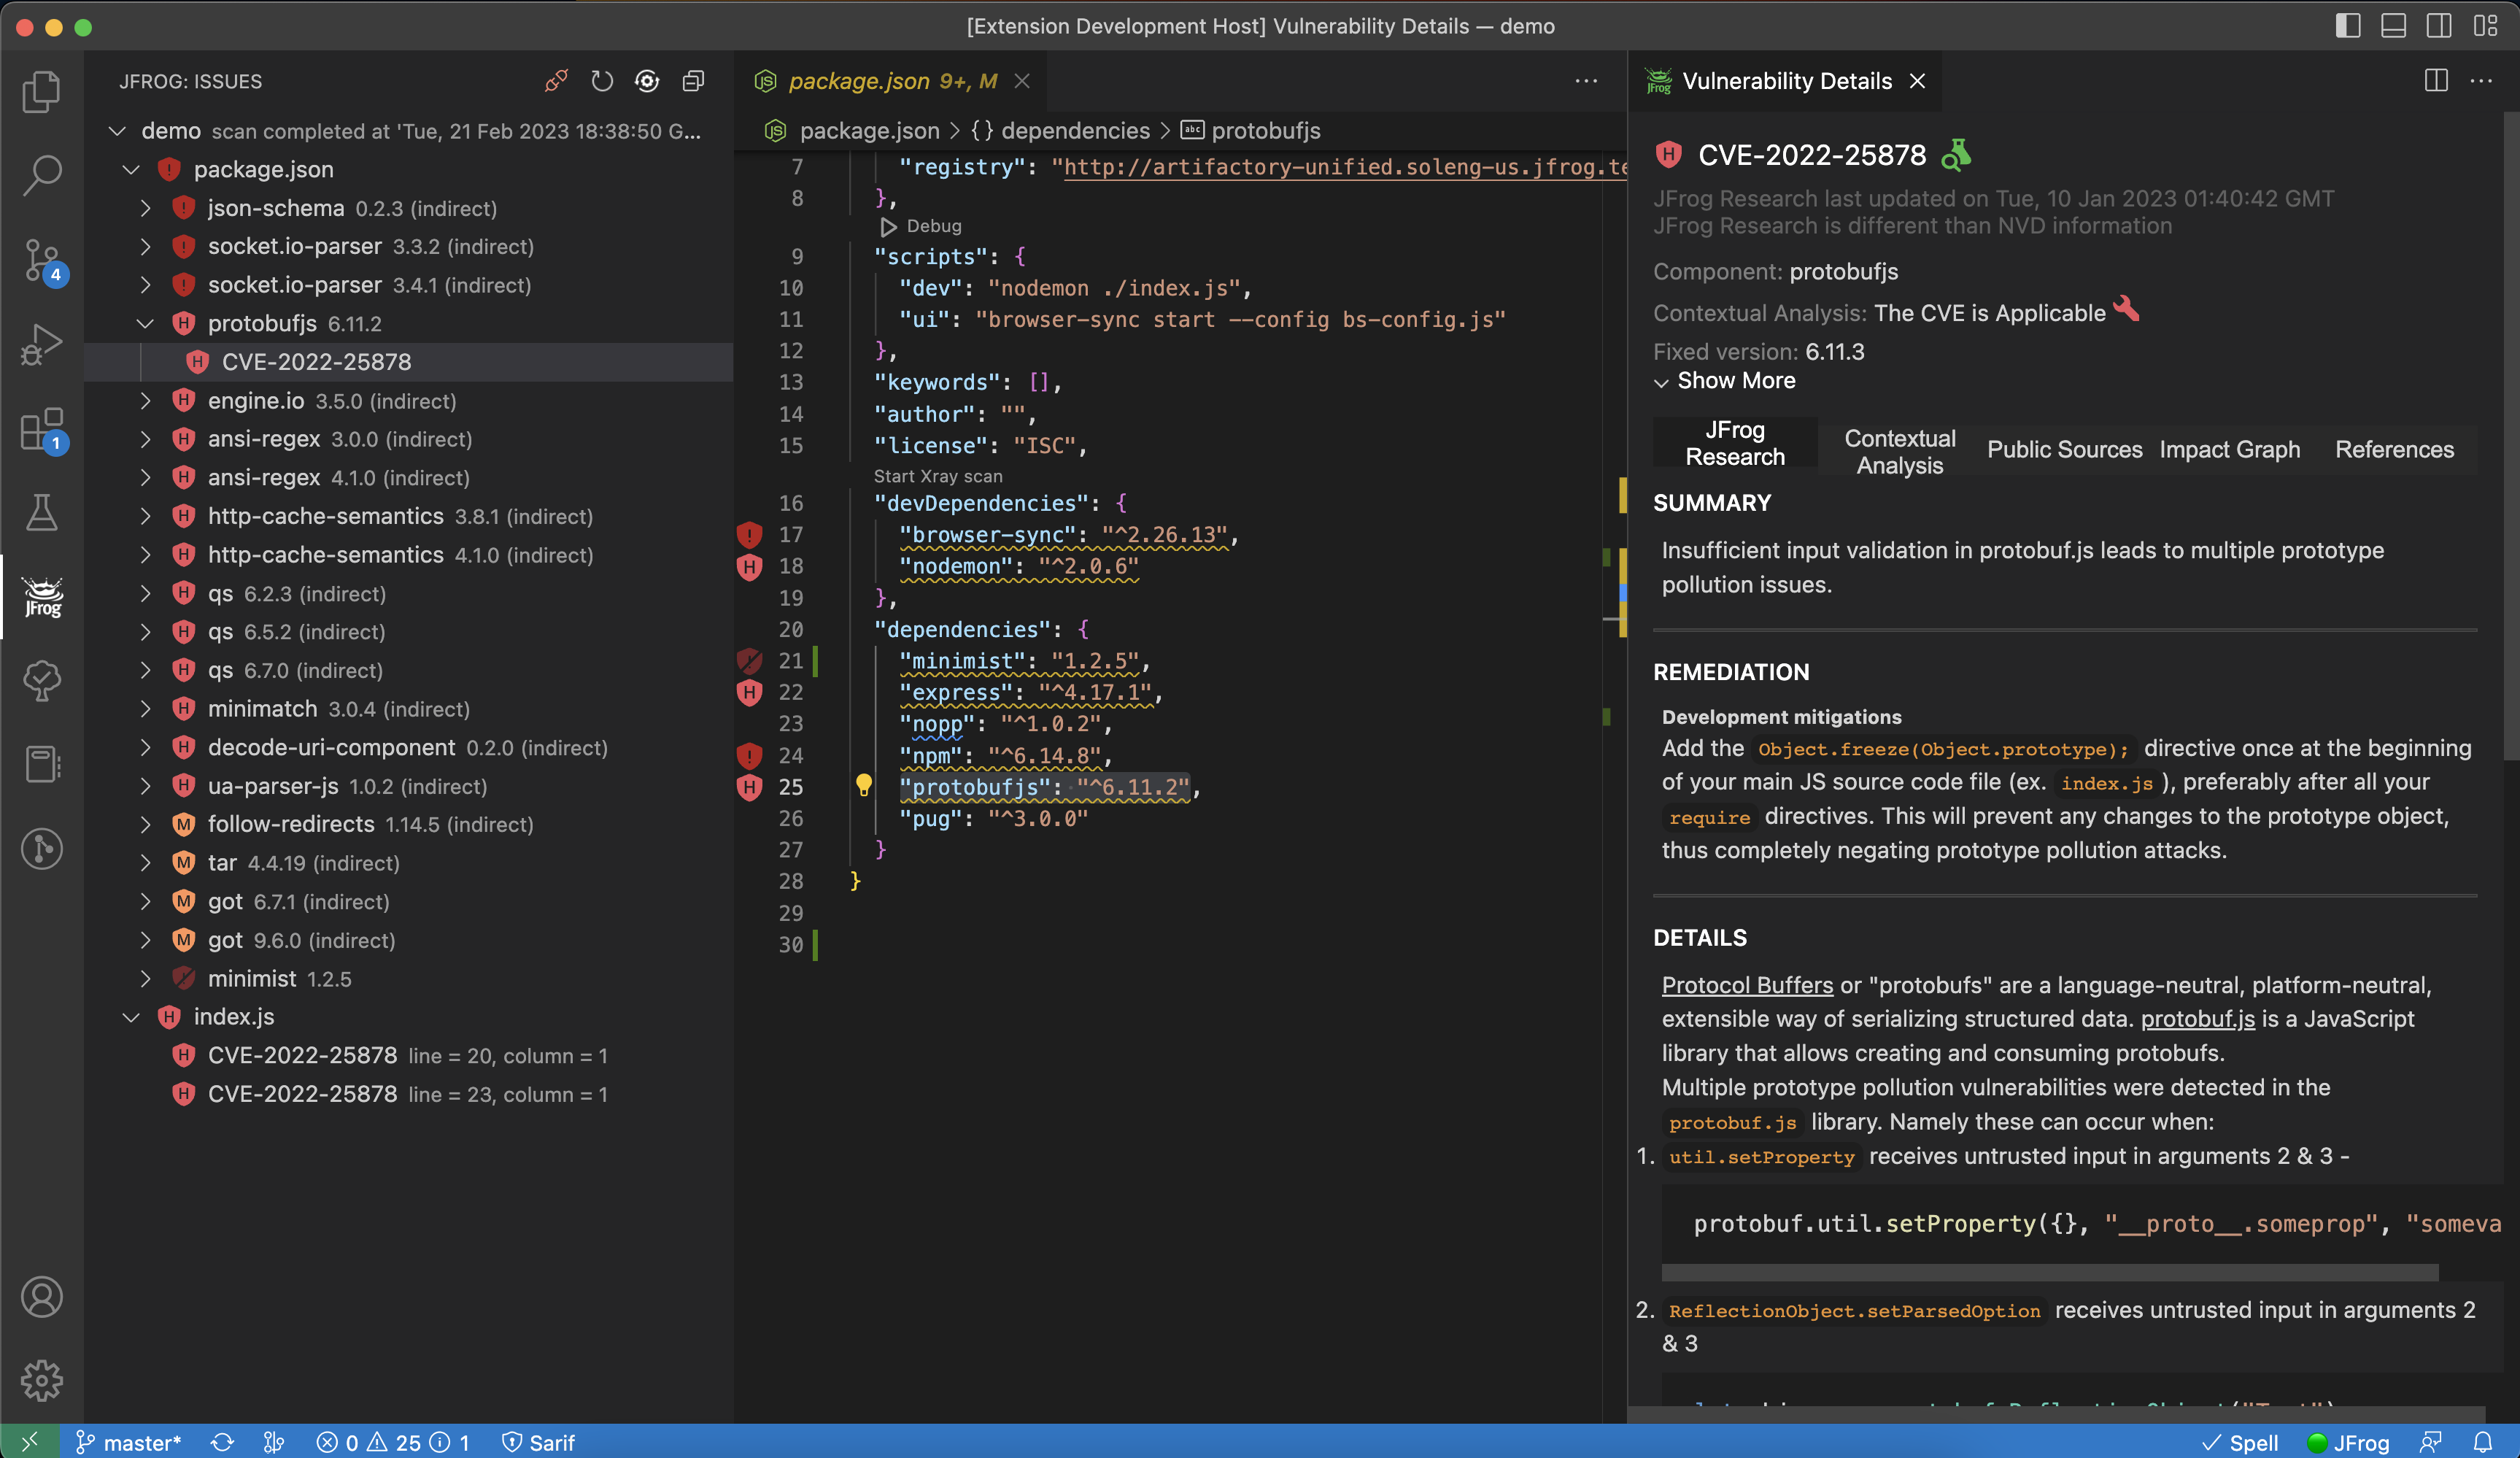 [Extension Development Host] Vulnerability Details — demo
JFROG: ISSUES
demo scan completed at 'Tue, 21 Feb 2023 18:38:50 G...
package.json
json-schema 0.2.3 (indirect)
socket.io-parser 3.3.2 (indirect)
socket.io-parser 3.4.1 (indirect)
protobufjs 6.11.2
CVE-2022-25878
engine.io 3.5.0 (indirect)
ansi-regex 3.0.0 (indirect)
ansi-regex 4.1.0 (indirect)
http-cache-semantics 3.8.1 (indirect)
http-cache-semantics 4.1.0 (indirect)
qs 6.2.3 (indirect)
qs 6.5.2 (indirect)
qs 6.7.0 (indirect)
minimatch 3.0.4 (indirect)
decode-uri-component 0.2.0 (indirect)
ua-parser-js 1.0.2 (indirect)
follow-redirects 1.14.5 (indirect)
tar 4.4.19 (indirect)
got 6.7.1 (indirect)
got 9.6.0 (indirect)
minimist 1.2.5
index.js
CVE-2022-25878 line = 20, column = 1
CVE-2022-25878 line = 23, column = 1
4
1
JFrog
package.json 9+, M
package.json > {} dependencies > abc protobufjs
7 "registry": "http://artifactory-unified.soleng-us.jfrog.te
8 },
Debug
9 "scripts": {
10 "dev": "nodemon ./index.js",
11 "ui": "browser-sync start --config bs-config.js"
12 },
13 "keywords": [],
14 "author": "",
15 "license": "ISC",
Start Xray scan
16 "devDependencies": {
17 "browser-sync": "^2.26.13",
18 "nodemon": "^2.0.6"
19 },
20 "dependencies": {
21 "minimist": "1.2.5",
22 "express": "^4.17.1",
23 "nopp": "^1.0.2",
24 "npm": "^6.14.8",
25 "protobufjs": "^6.11.2",
26 "pug": "^3.0.0"
27 }
28 }
29
30
JFrog Vulnerability Details
CVE-2022-25878
JFrog Research last updated on Tue, 10 Jan 2023 01:40:42 GMT
JFrog Research is different than NVD information
Component: protobufjs
Contextual Analysis: The CVE is Applicable
Fixed version: 6.11.3
Show More
JFrog Research
Contextual Analysis
Public Sources
Impact Graph
References
SUMMARY
Insufficient input validation in protobuf.js leads to multiple prototype
pollution issues.
REMEDIATION
Development mitigations
Add the Object.freeze(Object.prototype); directive once at the beginning
of your main JS source code file (ex. index.js ), preferably after all your
require directives. This will prevent any changes to the prototype object,
thus completely negating prototype pollution attacks.
DETAILS
Protocol Buffers or "protobufs" are a language-neutral, platform-neutral,
extensible way of serializing structured data. protobuf.js is a JavaScript
library that allows creating and consuming protobufs.
Multiple prototype pollution vulnerabilities were detected in the
protobuf.js library. Namely these can occur when:
1. util.setProperty receives untrusted input in arguments 2 & 3 -
protobuf.util.setProperty({}, "__proto__.someprop", "someva
2. ReflectionObject.setParsedOption receives untrusted input in arguments 2
& 3
master* 0 25 1 Sarif
Spell JFrog